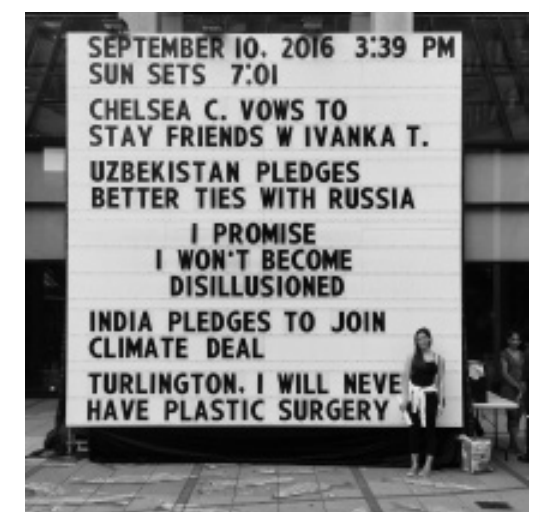 SEPTEMBER 10. 2016 3:39 PM
SUN SETS 7:01
CHELSEA C. VOWS TO
STAY FRIENDS W IVANKA T.
UZBEKISTAN PLEDGES
BETTER TIES WITH RUSSIA
I PROMISE
I WON'T BECOME
DISILLUSIONED
INDIA PLEDGES TO JOIN
CLIMATE DEAL
TURLINGTON. I WILL NEVE
HAVE PLASTIC SURGERY